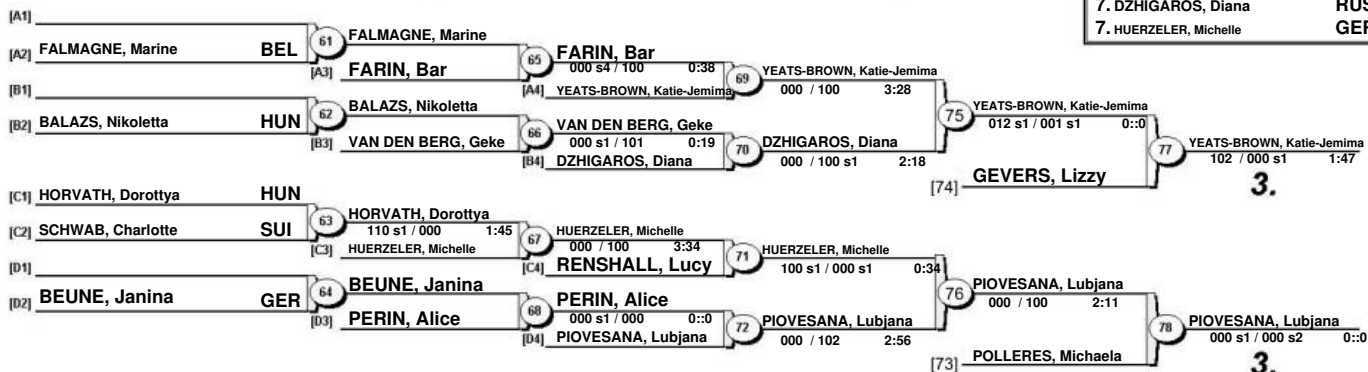 7. DZHIGAROS, Diana RUS
7. HUERZELER, Michelle GER
[A1]
[A2] FALMAGNE, Marine BEL
61
FALMAGNE, Marine
[A3] FARIN, Bar
65
FARIN, Bar
000 s4 / 100 0:38
[A4] YEATS-BROWN, Katie-Jemima
69
YEATS-BROWN, Katie-Jemima
000 / 100 3:28
[B1]
[B2] BALAZS, Nikoletta HUN
62
BALAZS, Nikoletta
[B3] VAN DEN BERG, Geke
66
VAN DEN BERG, Geke
000 s1 / 101 0:19
[B4] DZHIGAROS, Diana
70
DZHIGAROS, Diana
000 / 100 s1 2:18
75
YEATS-BROWN, Katie-Jemima
012 s1 / 001 s1 0::0
[74] GEVERS, Lizzy
77
YEATS-BROWN, Katie-Jemima
102 / 000 s1 1:47
3.
[C1] HORVATH, Dorottya HUN
[C2] SCHWAB, Charlotte SUI
63
HORVATH, Dorottya
110 s1 / 000 1:45
[C3] HUERZELER, Michelle
67
HUERZELER, Michelle
000 / 100 3:34
[C4] RENSHALL, Lucy
71
HUERZELER, Michelle
100 s1 / 000 s1 0:34
[D1]
[D2] BEUNE, Janina GER
64
BEUNE, Janina
[D3] PERIN, Alice
68
PERIN, Alice
000 s1 / 000 0::0
[D4] PIOVESANA, Lubjana
72
PIOVESANA, Lubjana
000 / 102 2:56
76
PIOVESANA, Lubjana
000 / 100 2:11
[73] POLLERES, Michaela
78
PIOVESANA, Lubjana
000 s1 / 000 s2 0::0
3.